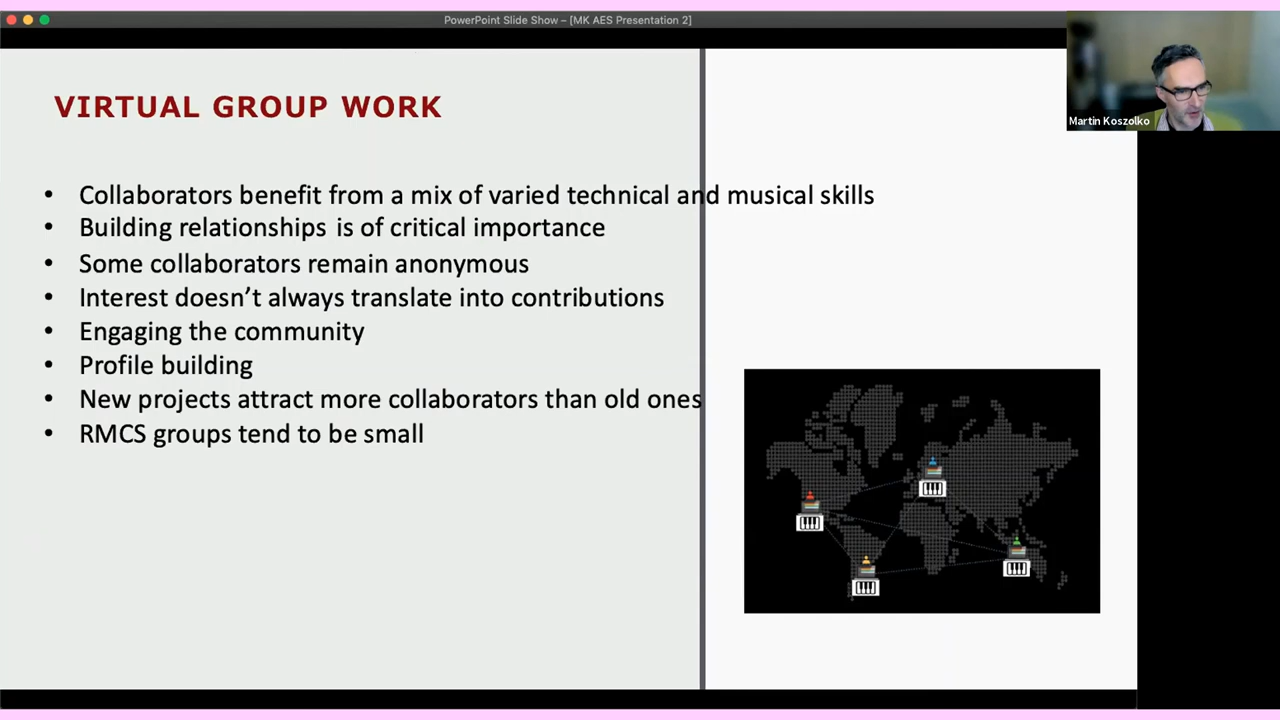 PowerPoint Slide Show – [MK AES Presentation 2]
Martin Koszolko
VIRTUAL GROUP WORK
• Collaborators benefit from a mix of varied technical and musical skills
• Building relationships is of critical importance
• Some collaborators remain anonymous
• Interest doesn’t always translate into contributions
• Engaging the community
• Profile building
• New projects attract more collaborators than old ones
• RMCS groups tend to be small